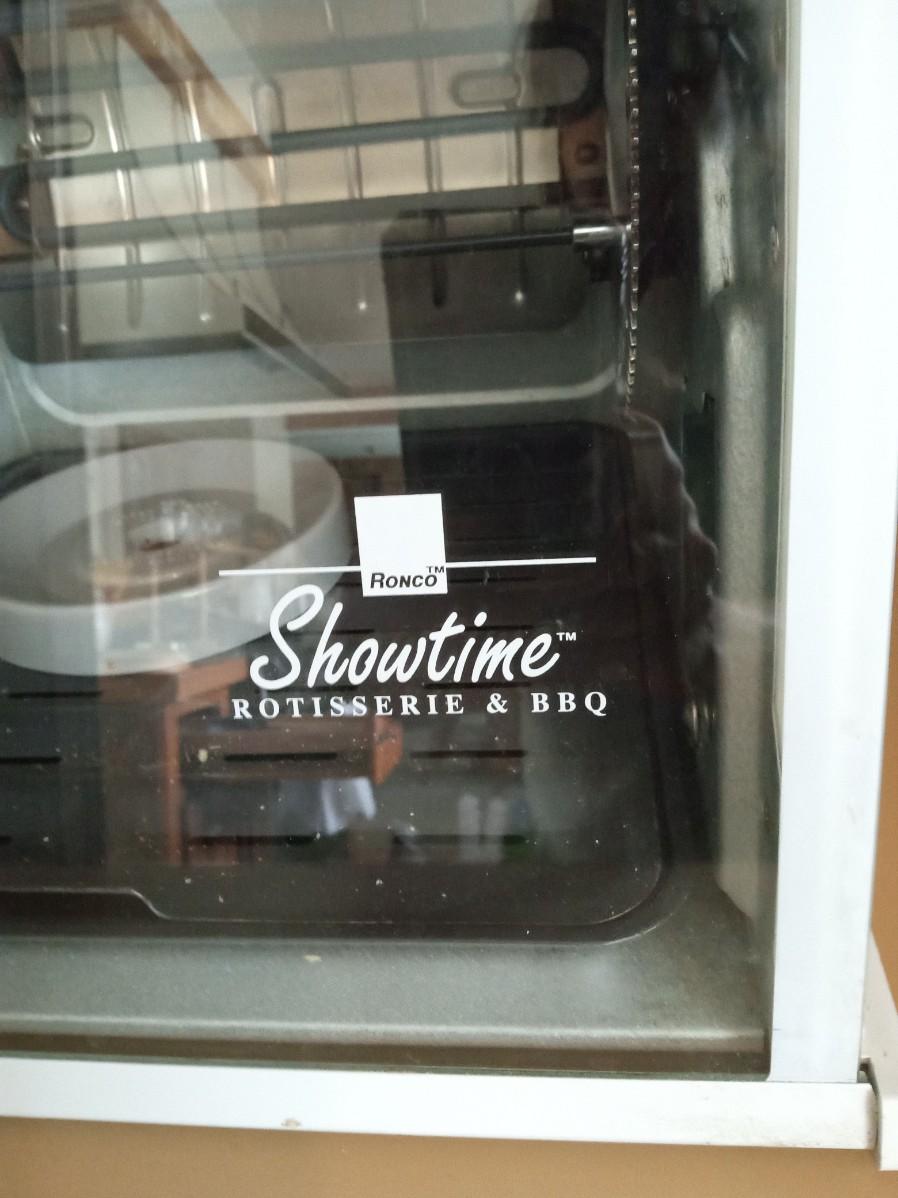 RONCO™
Showtime™
ROTISSERIE & BBQ